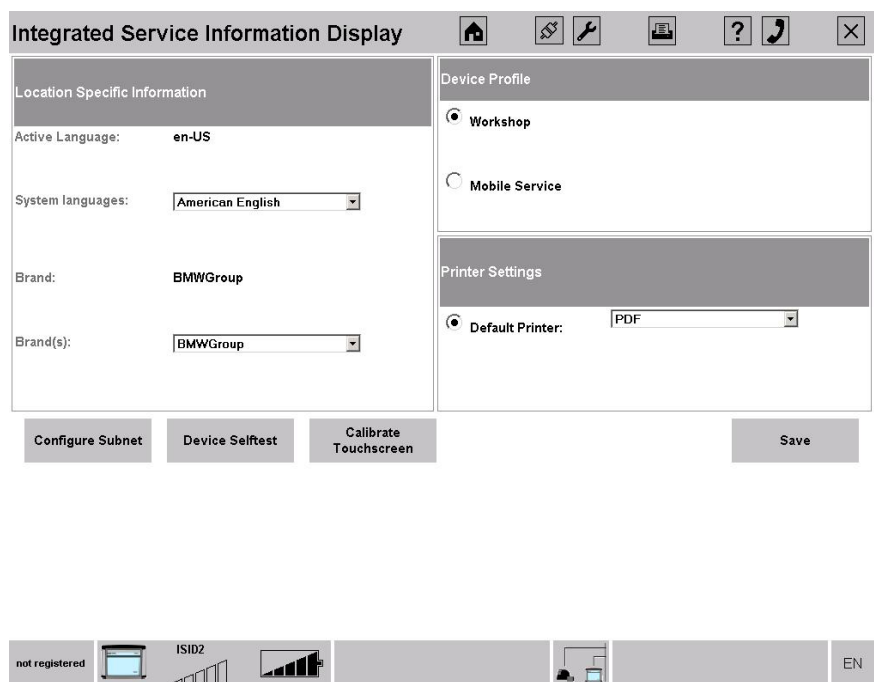 Integrated Service Information Display
?
Location Specific Information
Active Language: en-US
System languages: American English
Brand: BMWGroup
Brand(s): BMWGroup
Device Profile
Workshop
Mobile Service
Printer Settings
Default Printer: PDF
Configure Subnet
Device Selftest
Calibrate
Touchscreen
Save
not registered
ISID2
EN